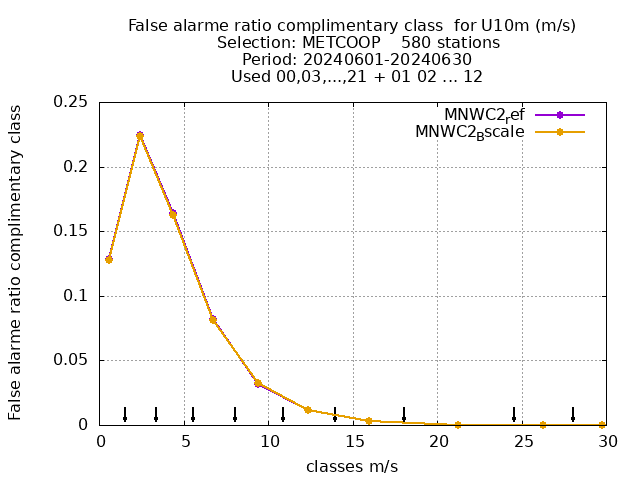 False alarme ratio complimentary class  for U10m (m/s)
Selection: METCOOP    580 stations
Period: 20240601-20240630
Used 00,03,...,21 + 01 02 ... 12
False alarme ratio complimentary class
0.25
0.2
0.15
0.1
0.05
0
MNWC2ref
MNWC2Bscale
0 5 10 15 20 25 30
classes m/s